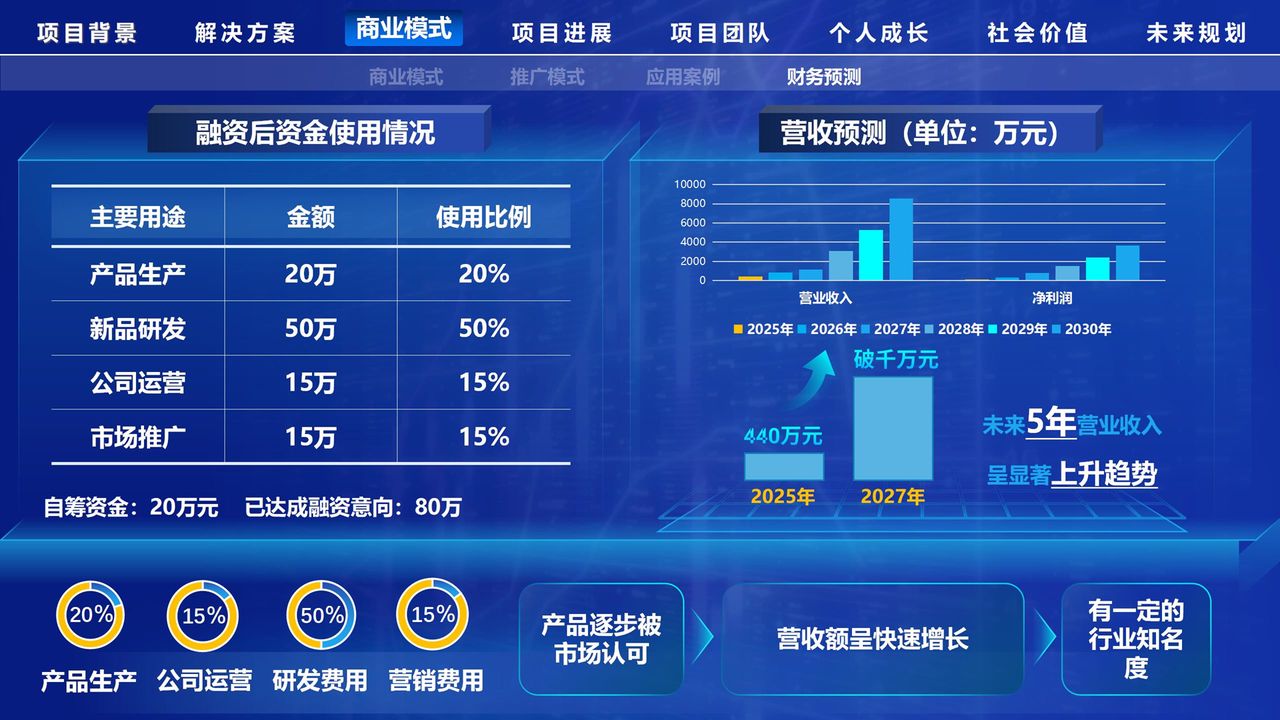 项目背景 解决方案 商业模式 项目进展 项目团队 个人成长 社会价值 未来规划
商业模式 推广模式 应用案例 财务预测
融资后资金使用情况
主要用途 金额 使用比例
产品生产 20万 20%
新品研发 50万 50%
公司运营 15万 15%
市场推广 15万 15%
自筹资金：20万元 已达成融资意向：80万
营收预测（单位：万元）
10000
8000
6000
4000
2000
0
营业收入 净利润
2025年 2026年 2027年 2028年 2029年 2030年
破千万元
440万元
2025年 2027年
未来5年营业收入
呈显著上升趋势
20% 15% 50% 15%
产品生产 公司运营 研发费用 营销费用
产品逐步被
市场认可
营收额呈快速增长
有一定的
行业知名
度